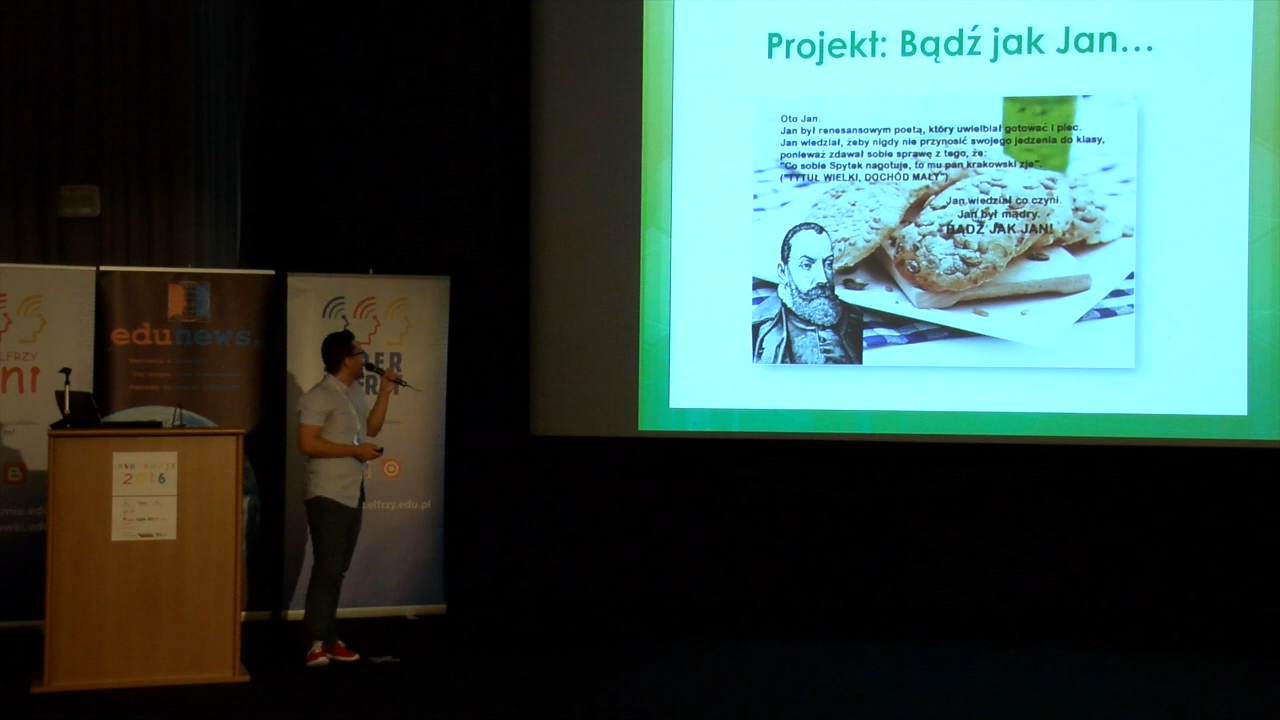 Projekt: Bądź jak Jan...
Oto Jan.
Jan był renesansowym poetą, który uwielbiał gotować i piec.
Jan wiedział, żeby nigdy nie przynosić swojego jedzenia do klasy,
ponieważ zdawał sobie sprawę z tego, że:
"Co sobie Spytek nagotuje, to mu pan krakowski zje".
("TYTUŁ WIELKI, DOCHÓD MAŁY")
Jan wiedział co czyni.
Jan był mądry.
BĄDŹ JAK JAN!
edunews
elfrzy.edu.pl
2016